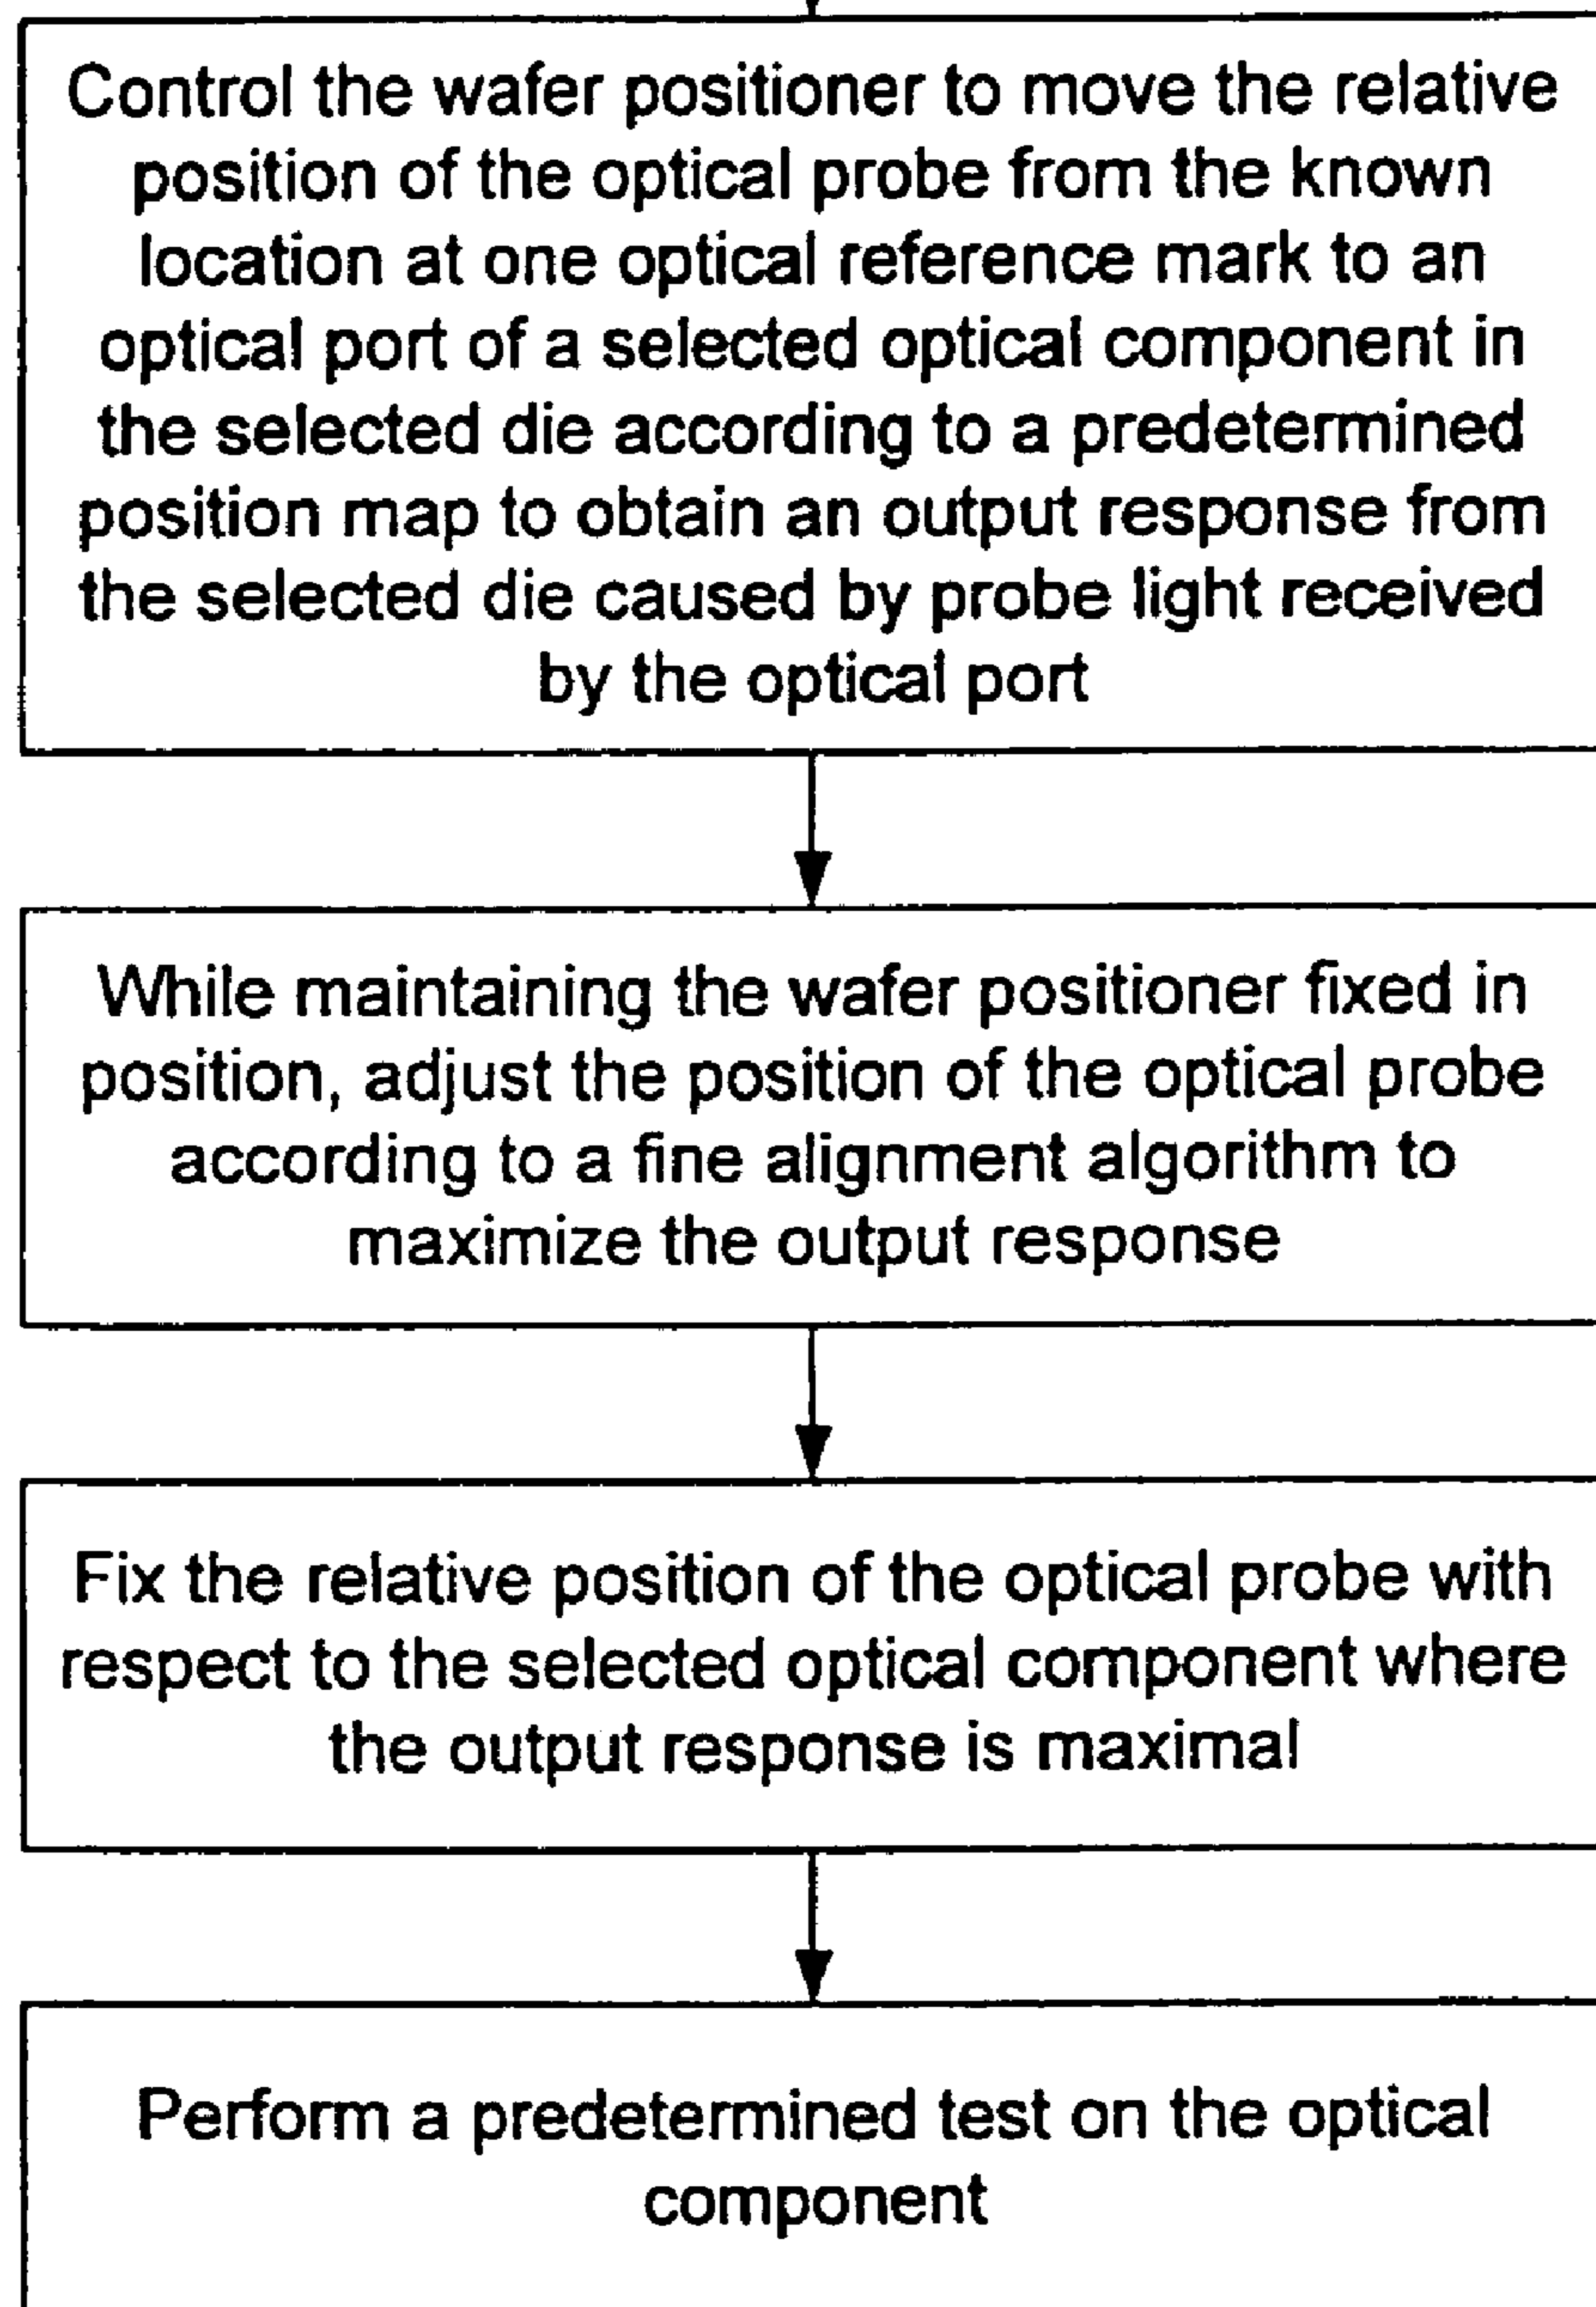 Control the wafer positioner to move the relative
position of the optical probe from the known
location at one optical reference mark to an
optical port of a selected optical component in
the selected die according to a predetermined
position map to obtain an output response from
the selected die caused by probe light received
by the optical port
While maintaining the wafer positioner fixed in
position, adjust the position of the optical probe
according to a fine alignment algorithm to
maximize the output response
Fix the relative position of the optical probe with
respect to the selected optical component where
the output response is maximal
Perform a predetermined test on the optical
component